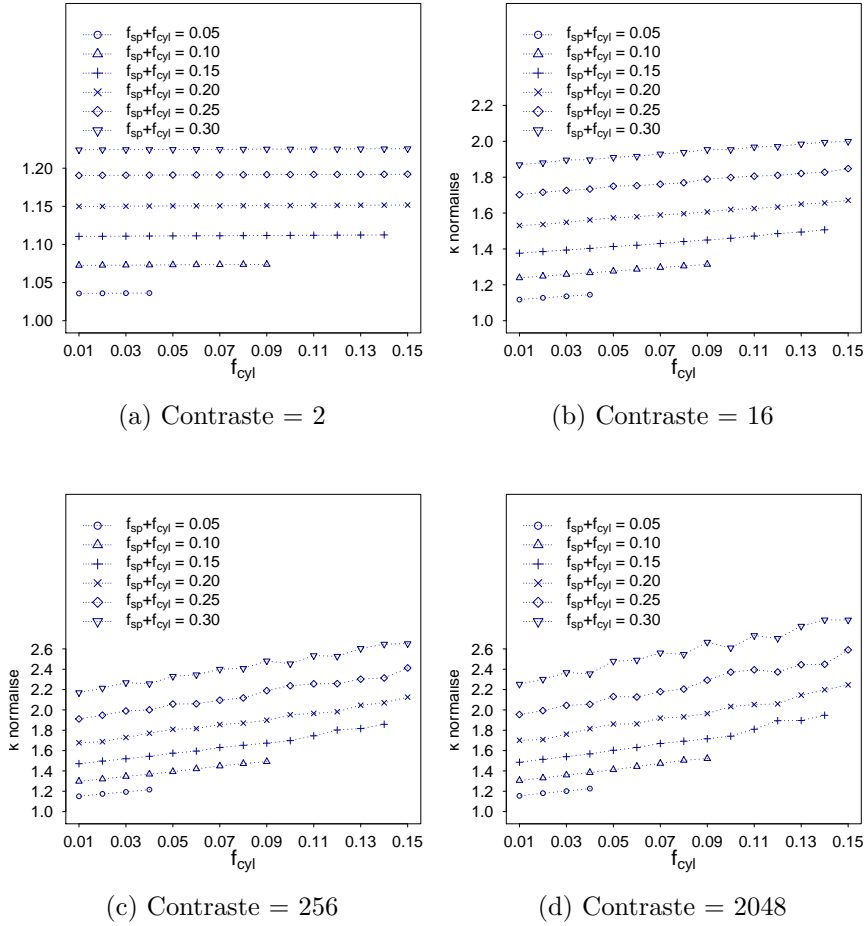 f_sp+f_cyl = 0.05
f_sp+f_cyl = 0.10
f_sp+f_cyl = 0.15
f_sp+f_cyl = 0.20
f_sp+f_cyl = 0.25
f_sp+f_cyl = 0.30
1.20
1.15
1.10
1.05
1.00
0.01 0.03 0.05 0.07 0.09 0.11 0.13 0.15
f_cyl
(a) Contraste = 2
f_sp+f_cyl = 0.05
f_sp+f_cyl = 0.10
f_sp+f_cyl = 0.15
f_sp+f_cyl = 0.20
f_sp+f_cyl = 0.25
f_sp+f_cyl = 0.30
2.2
2.0
1.8
1.6
1.4
1.2
1.0
κ normalise
0.01 0.03 0.05 0.07 0.09 0.11 0.13 0.15
f_cyl
(b) Contraste = 16
f_sp+f_cyl = 0.05
f_sp+f_cyl = 0.10
f_sp+f_cyl = 0.15
f_sp+f_cyl = 0.20
f_sp+f_cyl = 0.25
f_sp+f_cyl = 0.30
2.6
2.4
2.2
2.0
1.8
1.6
1.4
1.2
1.0
κ normalise
0.01 0.03 0.05 0.07 0.09 0.11 0.13 0.15
f_cyl
(c) Contraste = 256
f_sp+f_cyl = 0.05
f_sp+f_cyl = 0.10
f_sp+f_cyl = 0.15
f_sp+f_cyl = 0.20
f_sp+f_cyl = 0.25
f_sp+f_cyl = 0.30
2.6
2.4
2.2
2.0
1.8
1.6
1.4
1.2
1.0
κ normalise
0.01 0.03 0.05 0.07 0.09 0.11 0.13 0.15
f_cyl
(d) Contraste = 2048